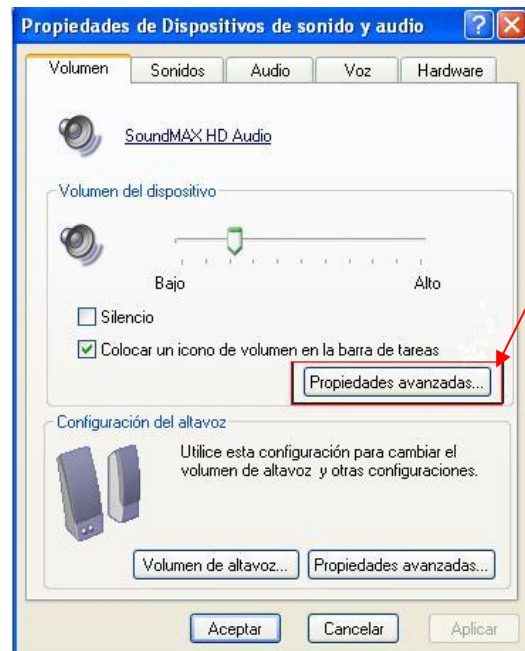 Propiedades de Dispositivos de sonido y audio
Volumen Sonidos Audio Voz Hardware
SoundMAX HD Audio
Volumen del dispositivo
Bajo Alto
Silencio
Colocar un icono de volumen en la barra de tareas
Propiedades avanzadas...
Configuración del altavoz
Utilice esta configuración para cambiar el
volumen de altavoz y otras configuraciones.
Volumen de altavoz... Propiedades avanzadas...
Aceptar Cancelar Aplicar